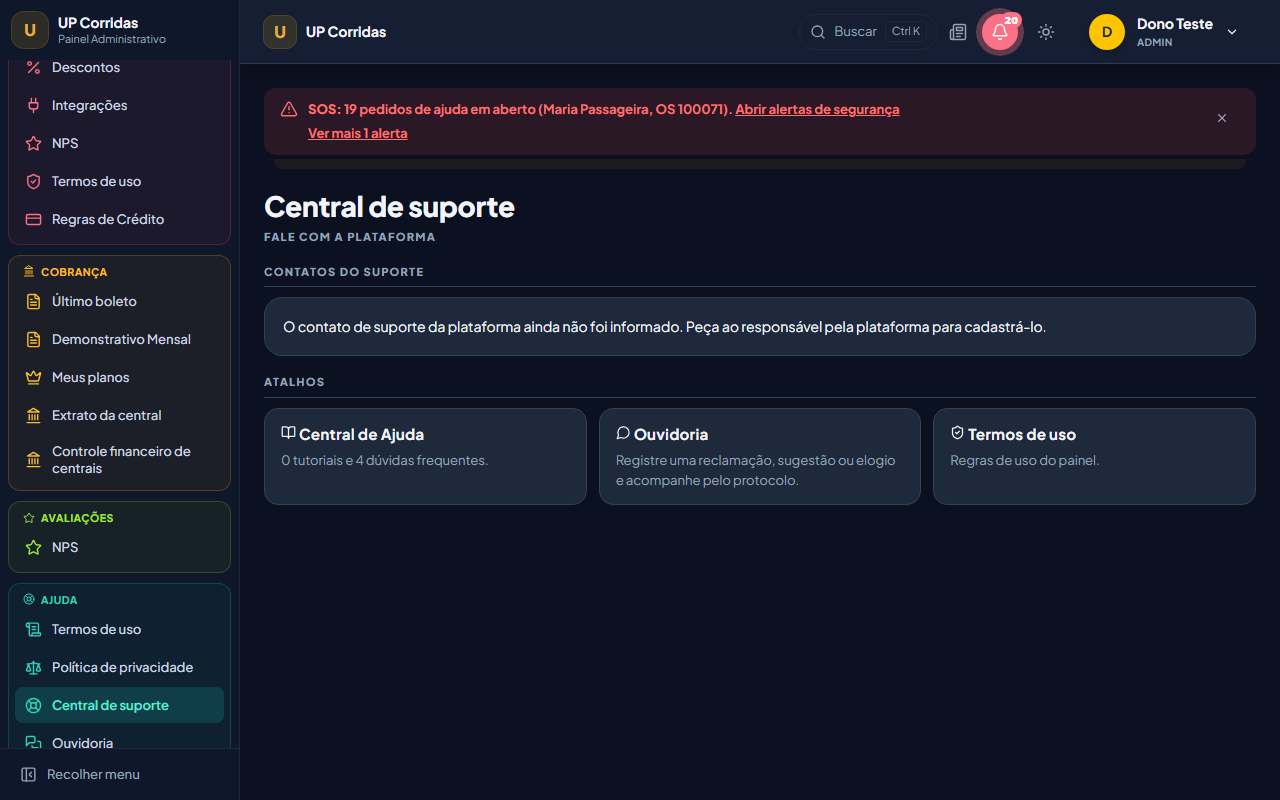 U
UP Corridas
Painel Administrativo
Descontos
Integrações
NPS
Termos de uso
Regras de Crédito
COBRANÇA
Último boleto
Demonstrativo Mensal
Meus planos
Extrato da central
Controle financeiro de
centrais
AVALIAÇÕES
NPS
AJUDA
Termos de uso
Política de privacidade
Central de suporte
Ouvidoria
Recolher menu
U
UP Corridas
Buscar
Ctrl K
20
D
Dono Teste
ADMIN
SOS: 19 pedidos de ajuda em aberto (Maria Passageira, OS 100071). Abrir alertas de segurança
Ver mais 1 alerta
Central de suporte
FALE COM A PLATAFORMA
CONTATOS DO SUPORTE
O contato de suporte da plataforma ainda não foi informado. Peça ao responsável pela plataforma para cadastrá-lo.
ATALHOS
Central de Ajuda
0 tutoriais e 4 dúvidas frequentes.
Ouvidoria
Registre uma reclamação, sugestão ou elogio
e acompanhe pelo protocolo.
Termos de uso
Regras de uso do painel.